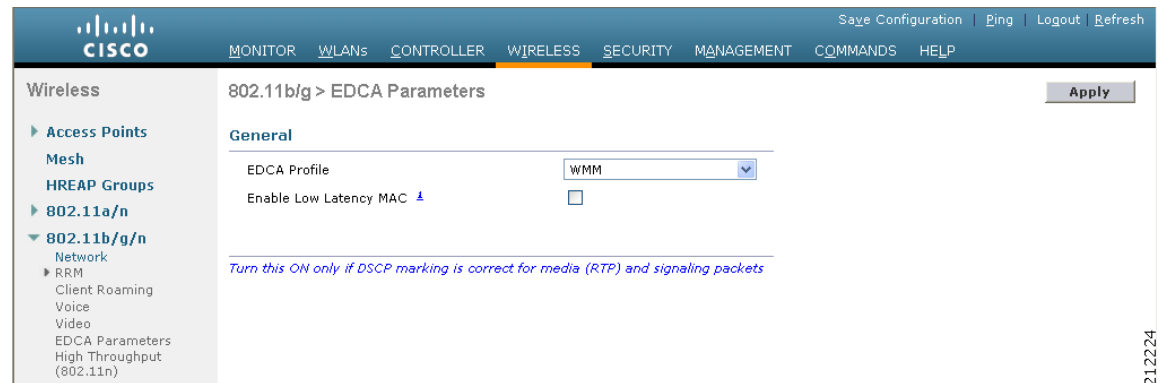 Save Configuration | Ping | Logout | Refresh
CISCO
MONITOR WLANs CONTROLLER WIRELESS SECURITY MANAGEMENT COMMANDS HELP
Wireless
802.11b/g > EDCA Parameters
Apply
Access Points
Mesh
HREAP Groups
802.11a/n
802.11b/g/n
Network
RRM
Client Roaming
Voice
Video
EDCA Parameters
High Throughput
(802.11n)
General
EDCA Profile WMM
Enable Low Latency MAC 1
Turn this ON only if DSCP marking is correct for media (RTP) and signaling packets
212224